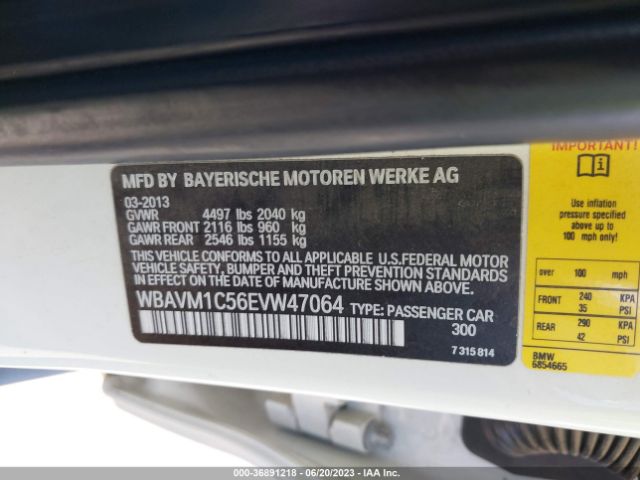 MFD BY BAYERISCHE MOTOREN WERKE AG
03-2013
GVWR 4497 lbs 2040 kg
GAWR FRONT 2116 lbs 960 kg
GAWR REAR 2546 lbs 1155 kg
THIS VEHICLE CONFORMS TO ALL APPLICABLE U.S.FEDERAL MOTOR
VEHICLE SAFETY, BUMPER, AND THEFT PREVENTION STANDARDS
IN EFFECT ON THE DATE OF MANUFACTURE SHOWN ABOVE.
WBAVM1C56EVW47064 TYPE: PASSENGER CAR
300
7 315 814
IMPORTANT!
Use inflation
pressure specified
above up to
100 mph only!
over 100 mph
FRONT 240 KPA
35 PSI
REAR 290 KPA
42 PSI
BMW
6854665
000-36891218 - 06/20/2023 - IAA Inc.